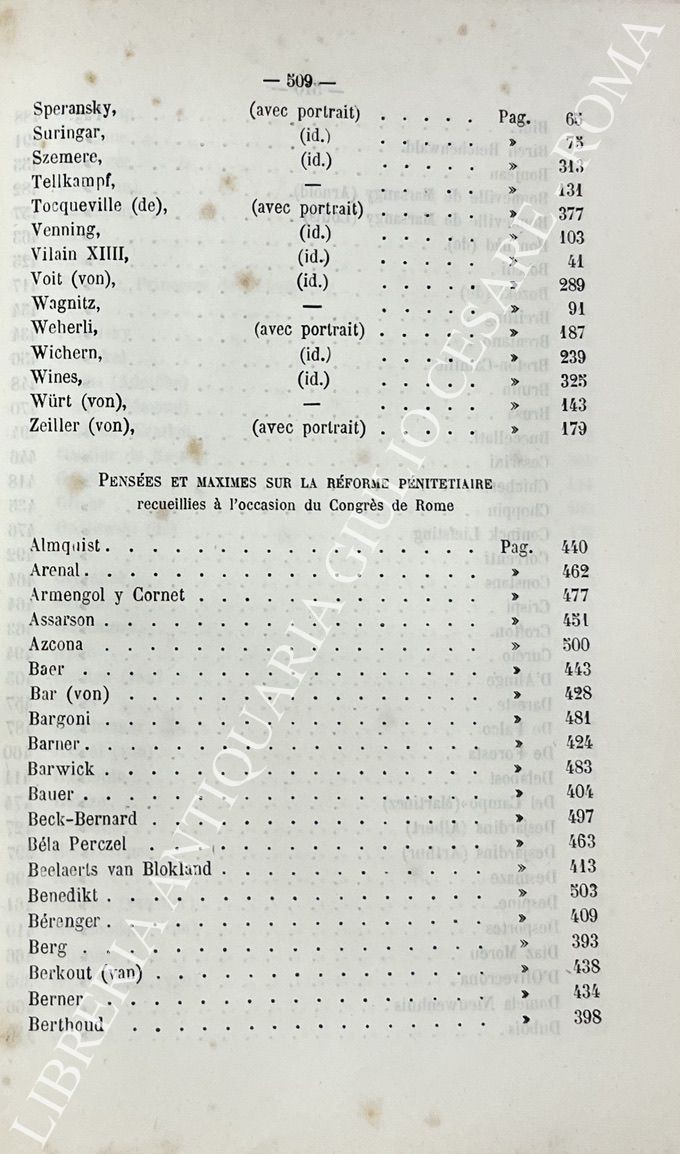 — 509 —
Speransky, (avec portrait) . . . . . Pag. 65
Suringar, (id.) . . . . . » 75
Szemere, (id.) . . . . . » 313
Tellkampf, — . . . . . » 131
Tocqueville (de), (avec portrait) . . . . . » 377
Venning, (id.) . . . . . » 103
Vilain XIIII, (id.) . . . . . » 41
Voit (von), (id.) . . . . . » 289
Wagnitz, — . . . . . » 91
Weherli, (avec portrait) . . . . . » 187
Wichern, (id.) . . . . . » 239
Wines, (id.) . . . . . » 325
Würt (von), — . . . . . » 143
Zeiller (von), (avec portrait) . . . . . » 179
PENSÉES ET MAXIMES SUR LA RÉFORME PÉNITETIAIRE
recueillies à l'occasion du Congrès de Rome
Almquist . . . . . . . . . . . . . . . . Pag. 440
Arenal . . . . . . . . . . . . . . . . . » 462
Armengol y Cornet . . . . . . . . . . . . » 477
Assarson . . . . . . . . . . . . . . . . » 451
Azcona . . . . . . . . . . . . . . . . » 500
Baer . . . . . . . . . . . . . . . . . » 443
Bar (von) . . . . . . . . . . . . . . . » 428
Bargoni . . . . . . . . . . . . . . . . » 481
Barner . . . . . . . . . . . . . . . . . » 424
Barwick . . . . . . . . . . . . . . . . » 483
Bauer . . . . . . . . . . . . . . . . . » 404
Beck-Bernard . . . . . . . . . . . . . . » 497
Béla Perczel . . . . . . . . . . . . . . » 463
Beelaerts van Blokland . . . . . . . . . . . » 413
Benedikt . . . . . . . . . . . . . . . . » 503
Bérenger . . . . . . . . . . . . . . . . » 409
Berg . . . . . . . . . . . . . . . . . » 393
Berkout (van) . . . . . . . . . . . . . . » 438
Berner . . . . . . . . . . . . . . . . » 434
Berthoud . . . . . . . . . . . . . . . » 398
LIBRERIA ANTIQUARIA GIULIO CESARE ROMA